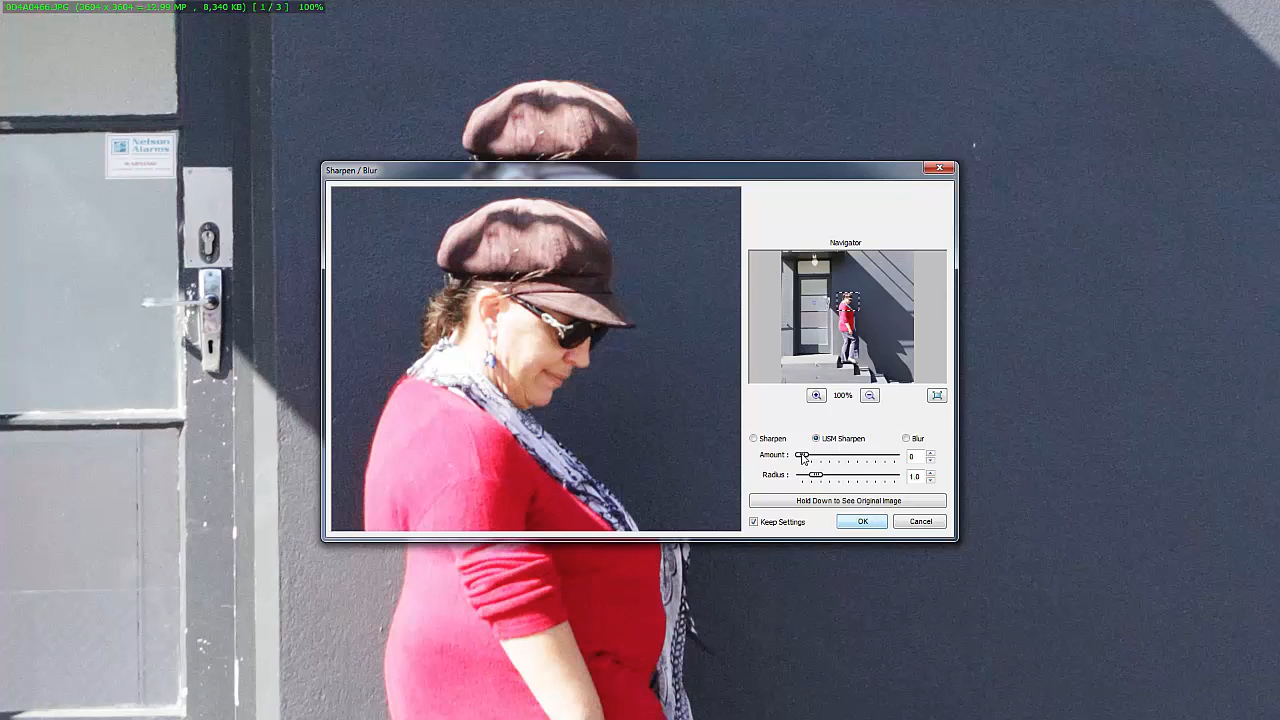 0D4A0466.JPG (3604 x 3604 = 12.99 MP , 8,340 KB) [ 1 / 3 ] 100%
Nelson
Alarms
Sharpen / Blur
Navigator
100%
Sharpen
USM Sharpen
Blur
Amount :
0
Radius :
1.0
Hold Down to See Original Image
Keep Settings
OK
Cancel